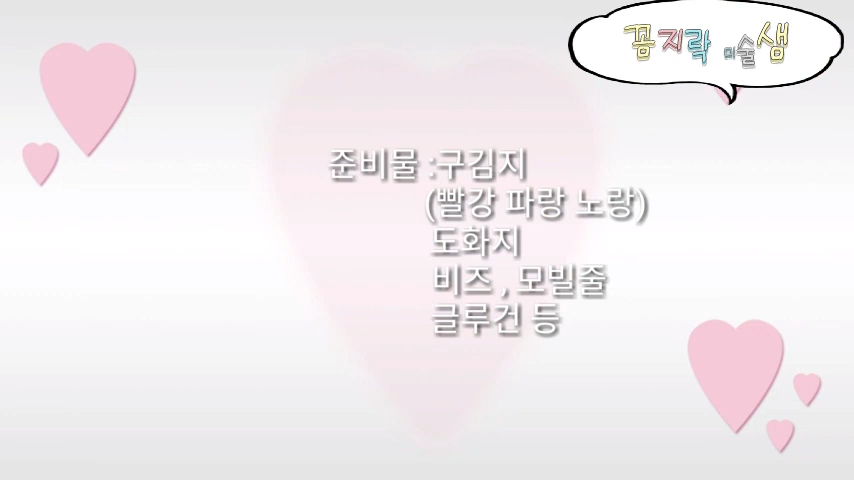 꼼지락 미술샘
준비물 :구김지
(빨강 파랑 노랑)
도화지
비즈 , 모빌줄
글루건 등